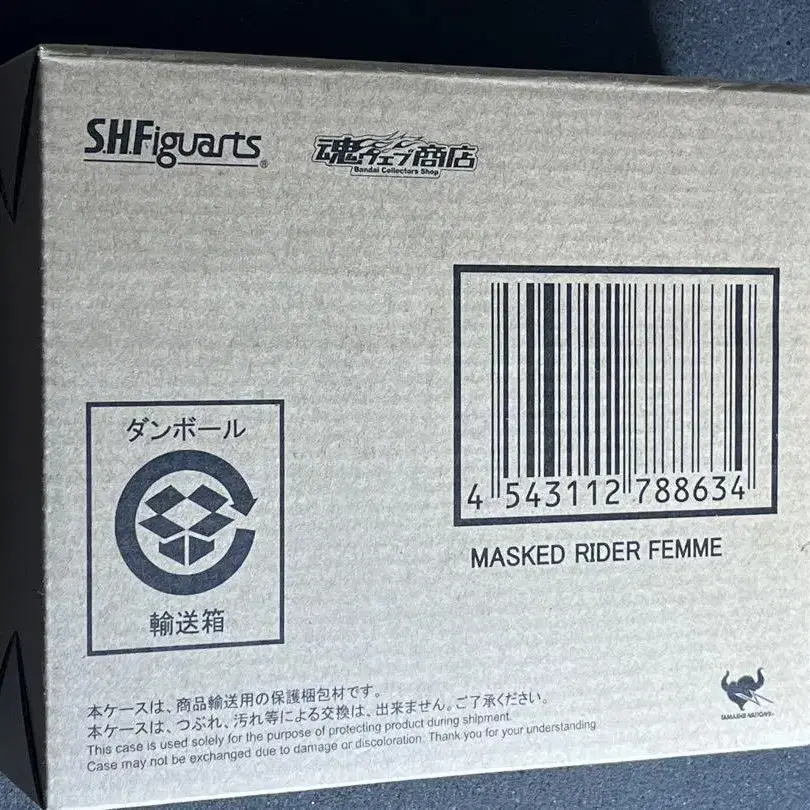 S.H.Figuarts®
魂ウェブ商店
Bandai Collectors Shop
4 543112 788634
MASKED RIDER FEMME
ダンボール
輸送箱
本ケースは、商品輸送用の保護梱包材です。
本ケースは、つぶれ、汚れ等による交換は、出来ません。ご了承ください。
This case is used solely for the purpose of protecting product during shipment.
Case may not be exchanged due to damage or discoloration. Thank you for your understanding.
TAMASHII NATIONS